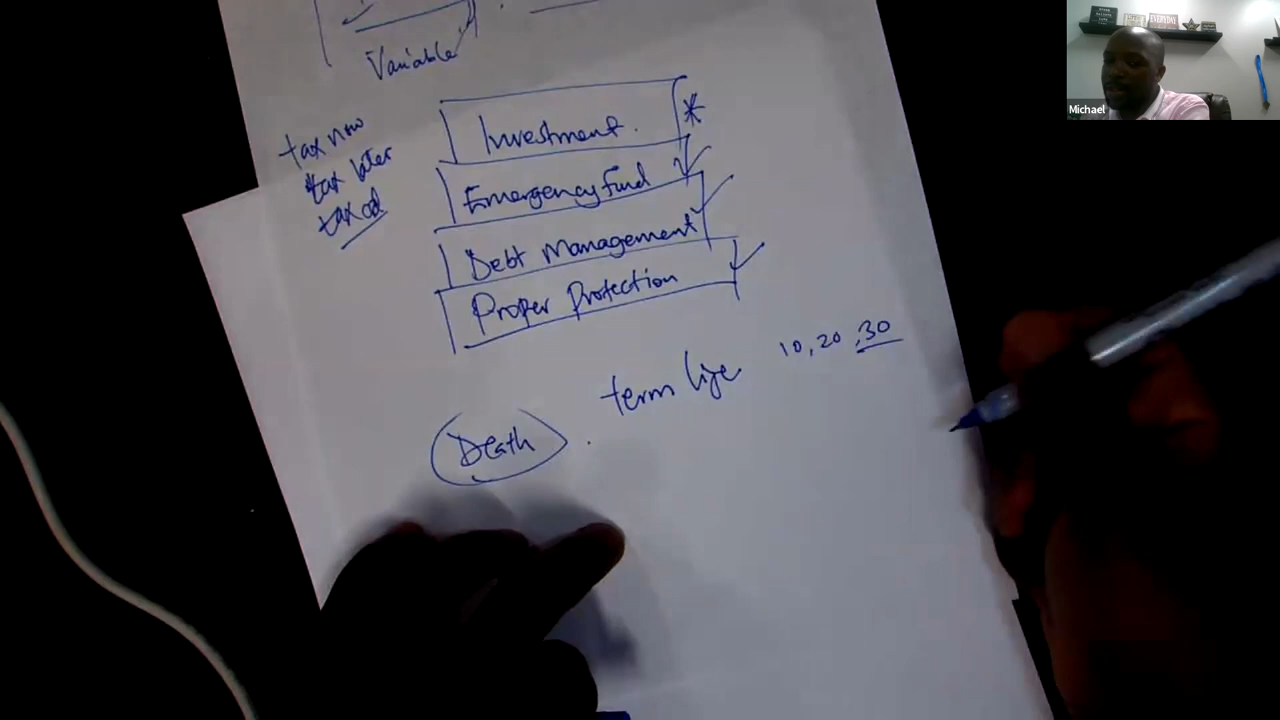 Variable
tax now
tax later
tax ad
Investment.
Emergency Fund
Debt Management
Proper Protection
term life
10, 20, 30
Death
Michael
EVERYDAY